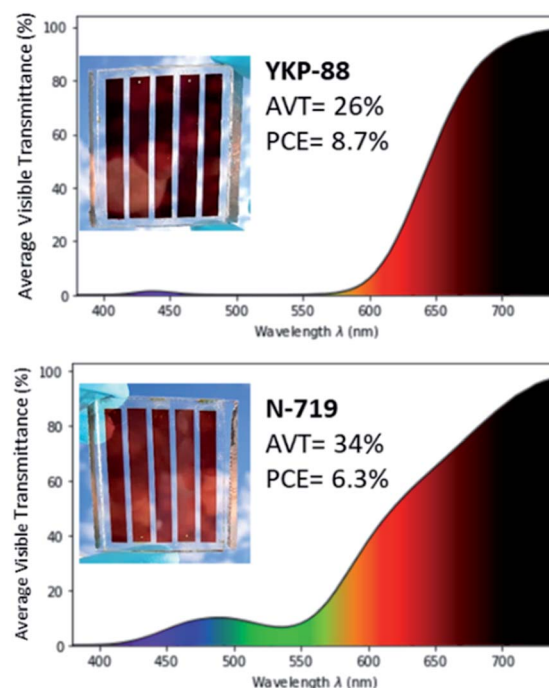 Average Visible Transmittance (%)
100
80
60
40
20
0
YKP-88
AVT= 26%
PCE= 8.7%
400 450 500 550 600 650 700
Wavelength λ (nm)
Average Visible Transmittance (%)
100
80
60
40
20
0
N-719
AVT= 34%
PCE= 6.3%
400 450 500 550 600 650 700
Wavelength λ (nm)